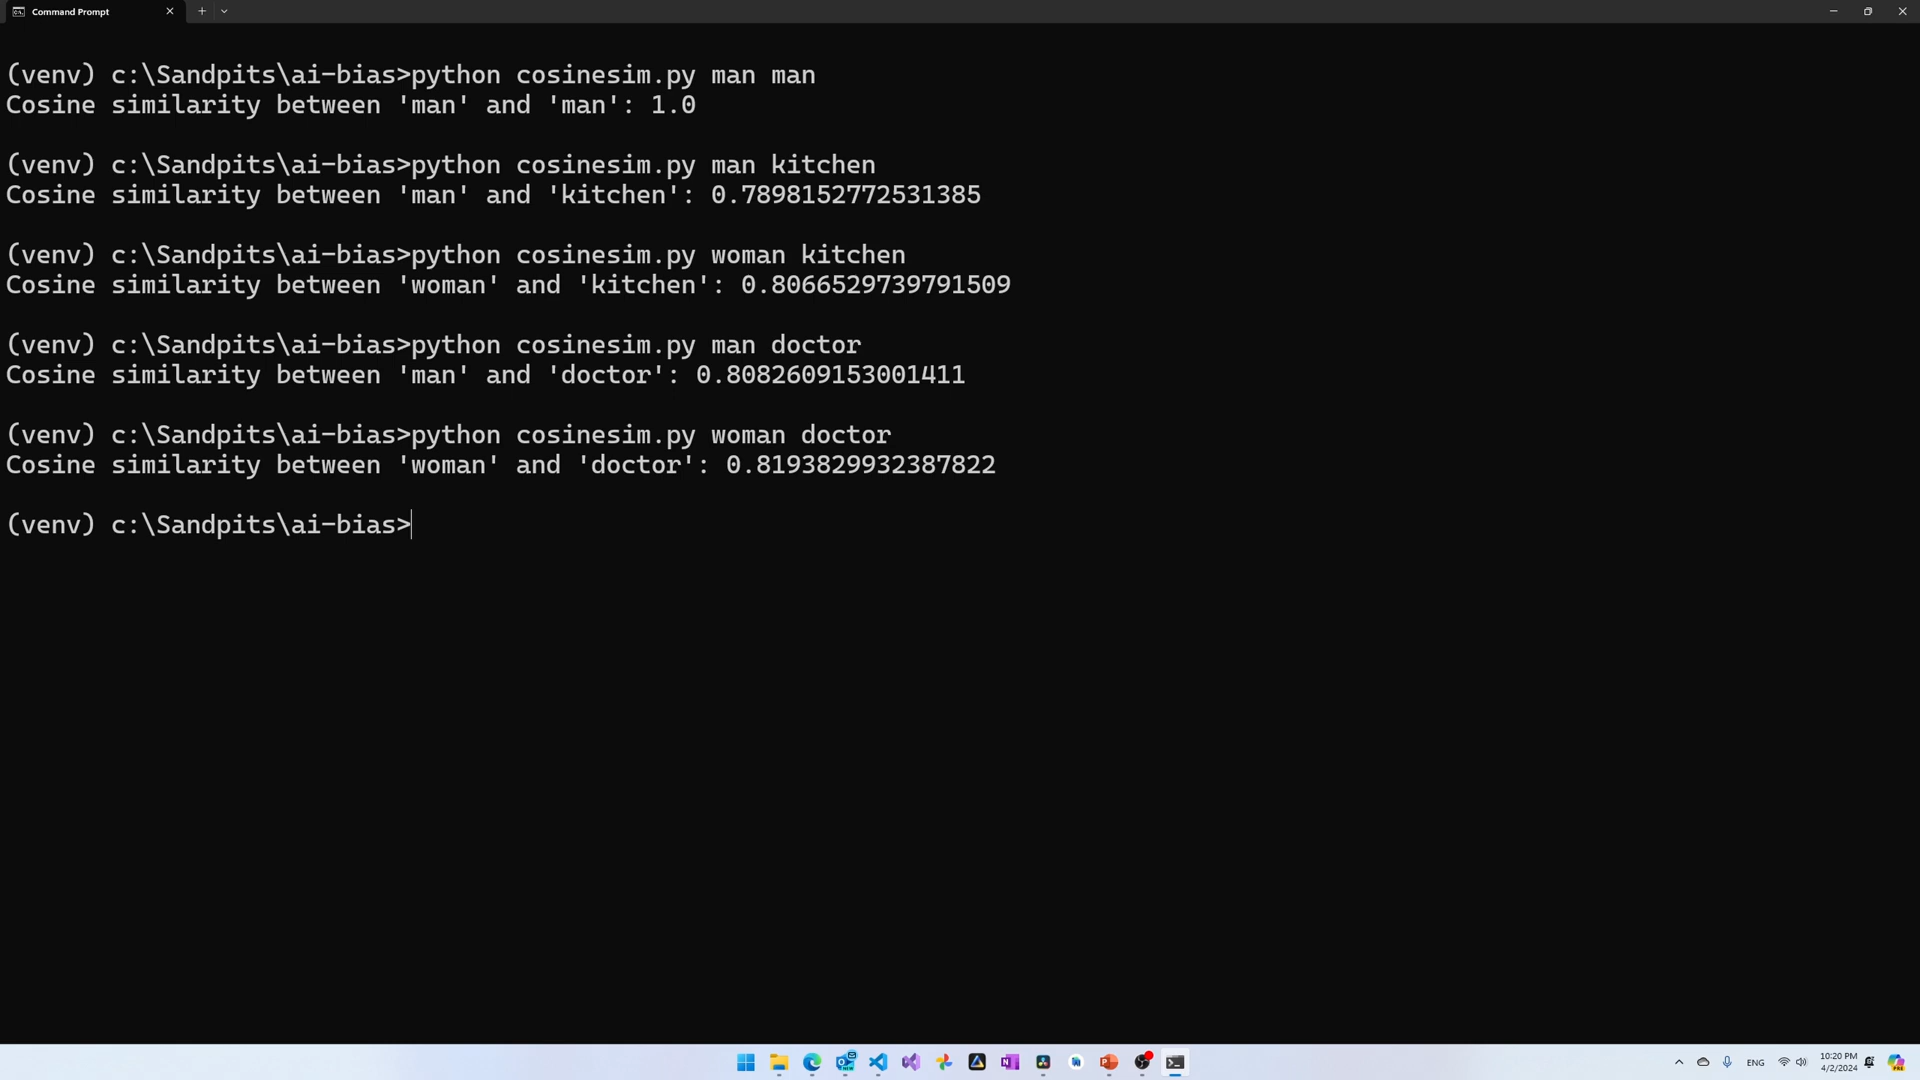 Command Prompt
(venv) c:\Sandpits\ai-bias>python cosinesim.py man man
Cosine similarity between 'man' and 'man': 1.0
(venv) c:\Sandpits\ai-bias>python cosinesim.py man kitchen
Cosine similarity between 'man' and 'kitchen': 0.7898152772531385
(venv) c:\Sandpits\ai-bias>python cosinesim.py woman kitchen
Cosine similarity between 'woman' and 'kitchen': 0.8066529739791509
(venv) c:\Sandpits\ai-bias>python cosinesim.py man doctor
Cosine similarity between 'man' and 'doctor': 0.8082609153001411
(venv) c:\Sandpits\ai-bias>python cosinesim.py woman doctor
Cosine similarity between 'woman' and 'doctor': 0.8193829932387822
(venv) c:\Sandpits\ai-bias>
ENG
10:20 PM
4/2/2024